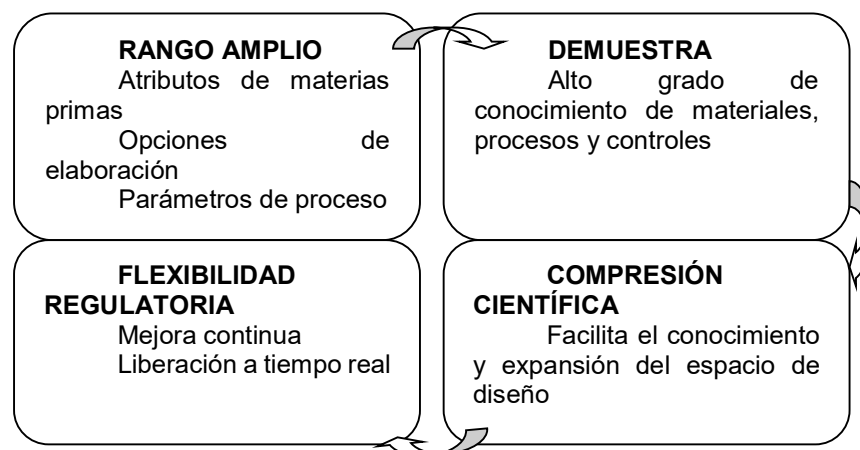 RANGO AMPLIO
Atributos de materias
primas
Opciones de
elaboración
Parámetros de proceso
DEMUESTRA
Alto grado de
conocimiento de materiales,
procesos y controles
FLEXIBILIDAD
REGULATORIA
Mejora continua
Liberación a tiempo real
COMPRESIÓN
CIENTÍFICA
Facilita el conocimiento
y expansión del espacio de
diseño